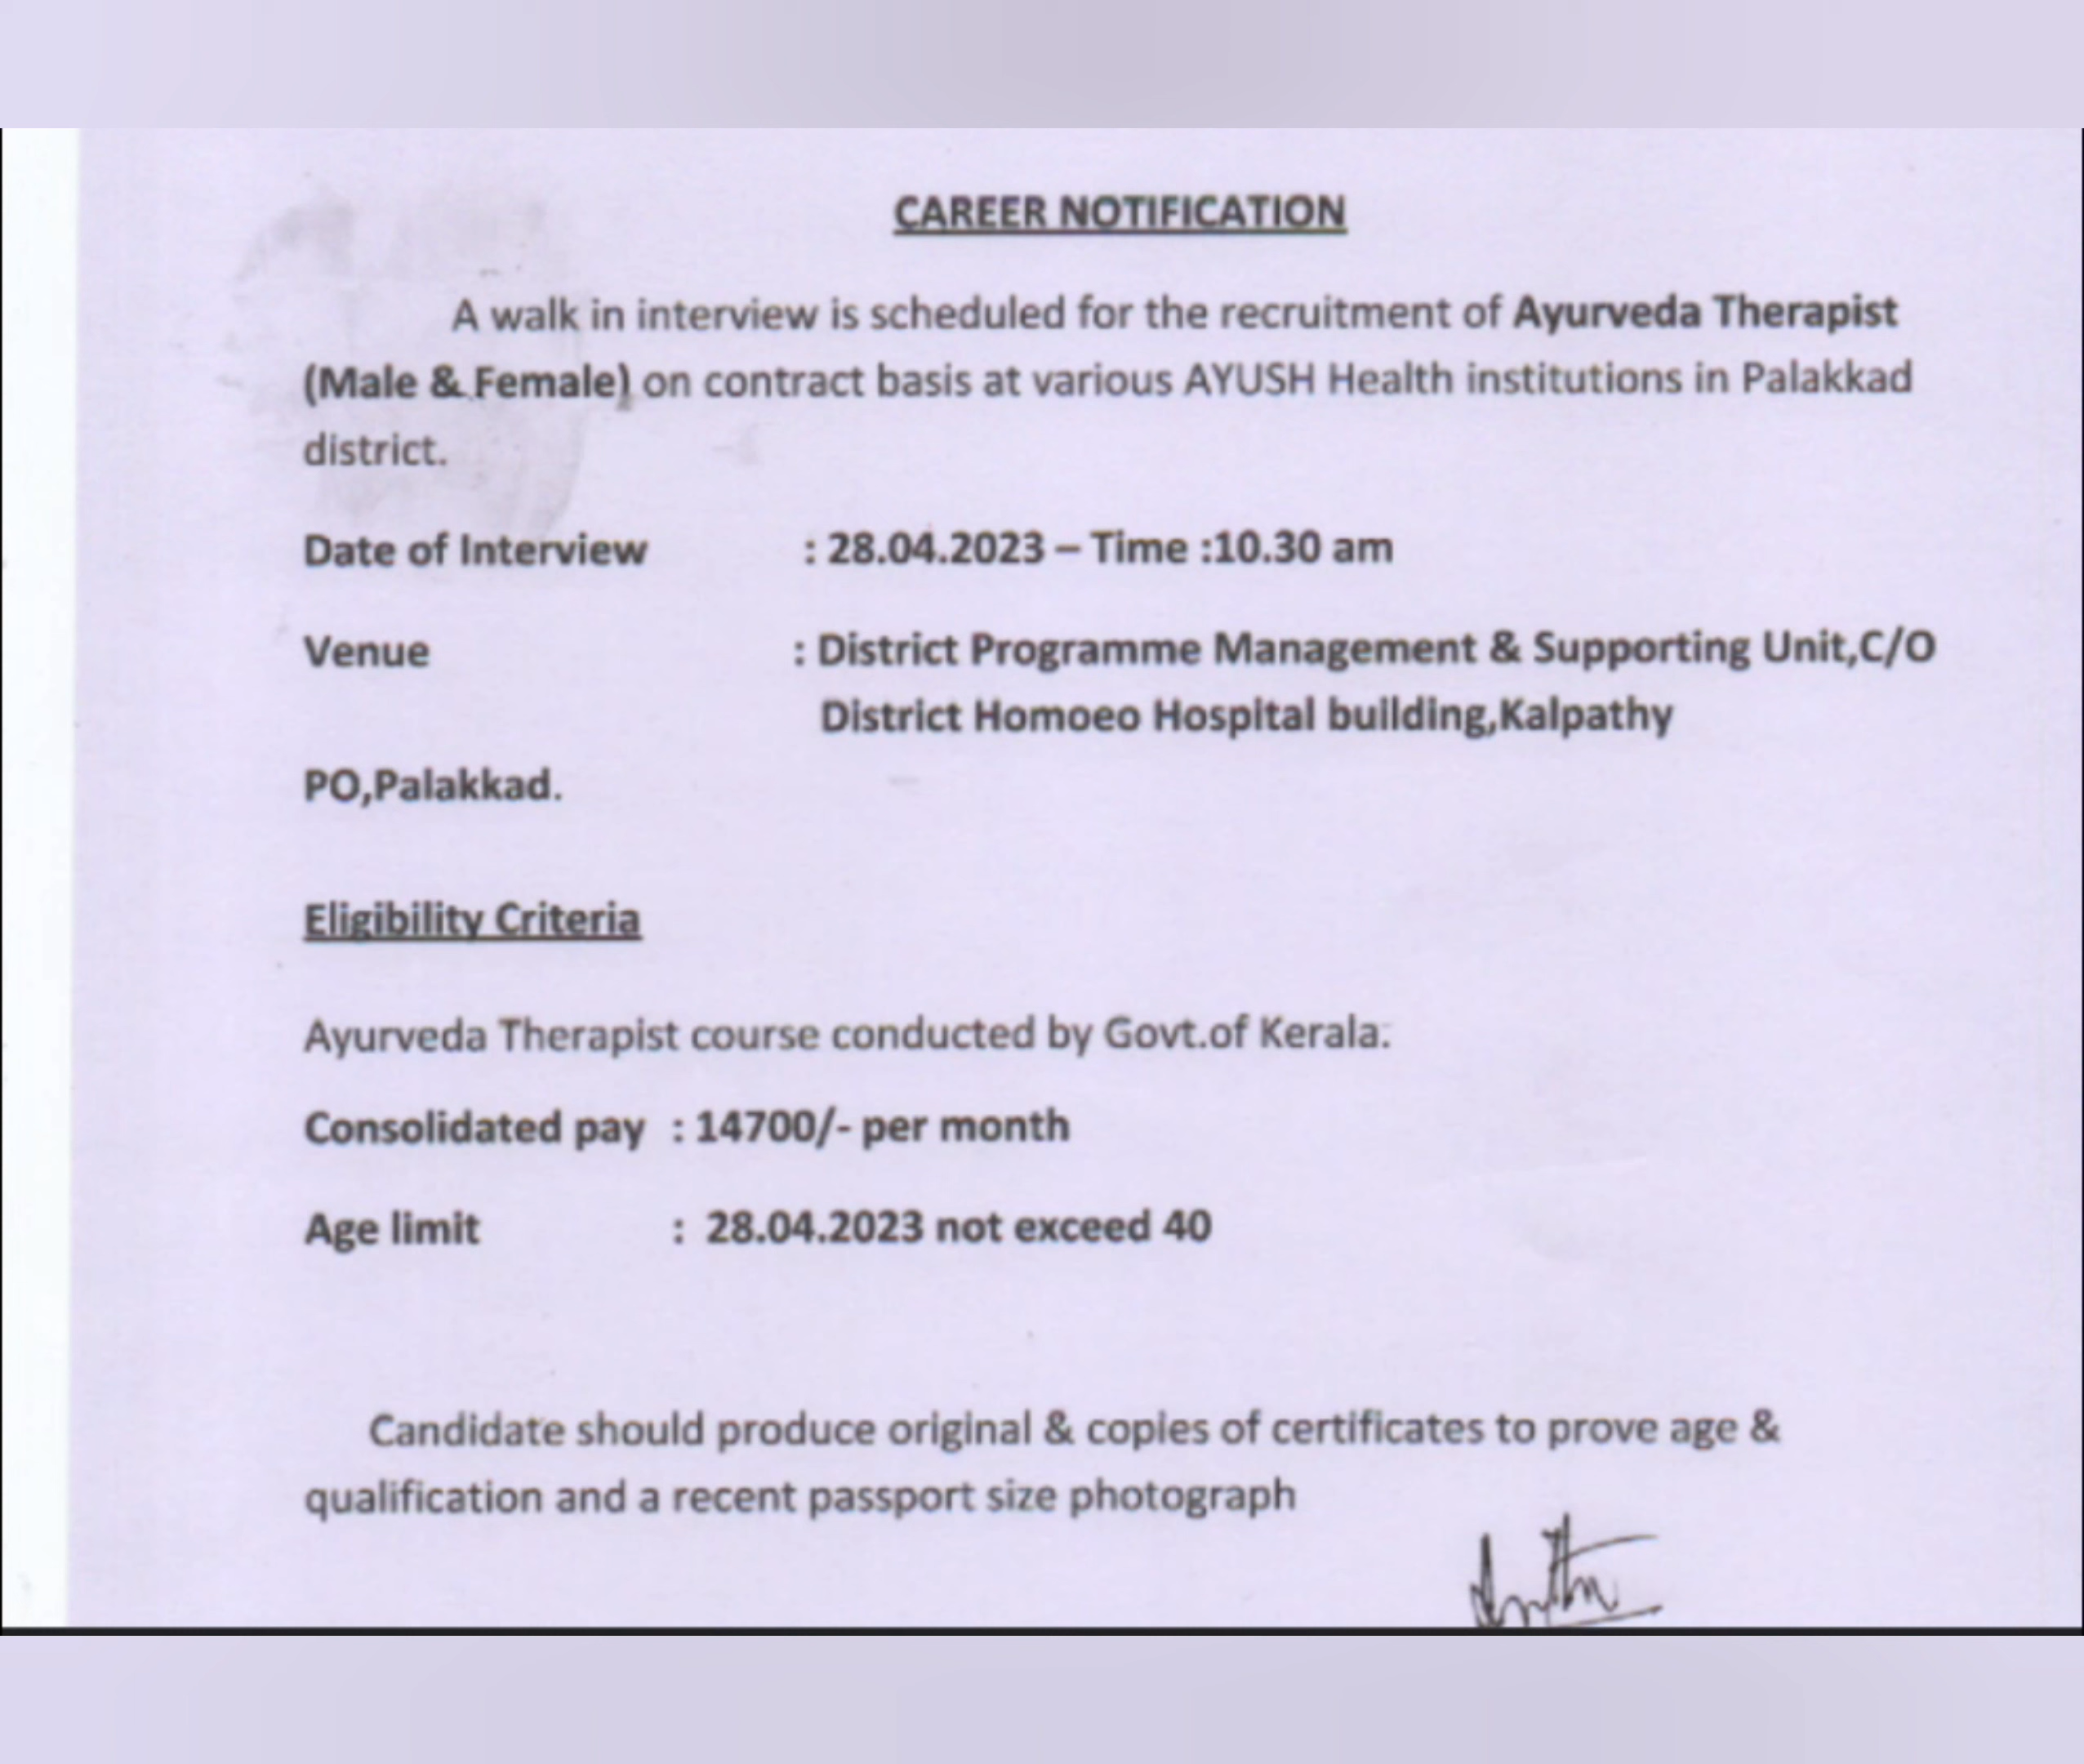 CAREER NOTIFICATION
A walk in interview is scheduled for the recruitment of Ayurveda Therapist
(Male & Female) on contract basis at various AYUSH Health institutions in Palakkad
district.
Date of Interview : 28.04.2023 – Time :10.30 am
Venue : District Programme Management & Supporting Unit,C/O
District Homoeo Hospital building,Kalpathy
PO,Palakkad.
Eligibility Criteria
Ayurveda Therapist course conducted by Govt.of Kerala.
Consolidated pay : 14700/- per month
Age limit : 28.04.2023 not exceed 40
Candidate should produce original & copies of certificates to prove age &
qualification and a recent passport size photograph